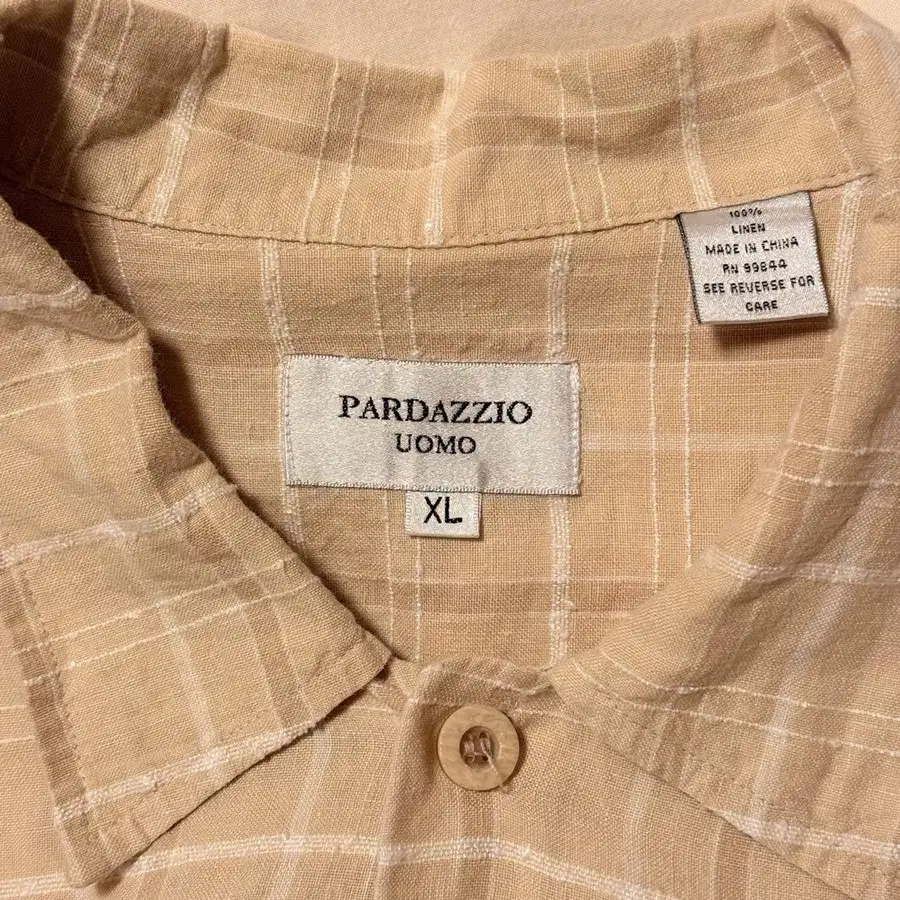 100%
LINEN
MADE IN CHINA
RN 99844
SEE REVERSE FOR
CARE
PARDAZZIO
UOMO
XL